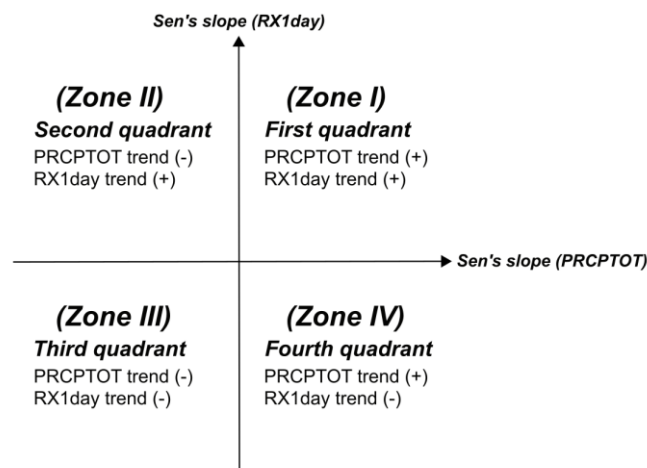 Sen's slope (RX1day)
(Zone II)
Second quadrant
PRCPTOT trend (-)
RX1day trend (+)
(Zone I)
First quadrant
PRCPTOT trend (+)
RX1day trend (+)
Sen's slope (PRCPTOT)
(Zone III)
Third quadrant
PRCPTOT trend (-)
RX1day trend (-)
(Zone IV)
Fourth quadrant
PRCPTOT trend (+)
RX1day trend (-)